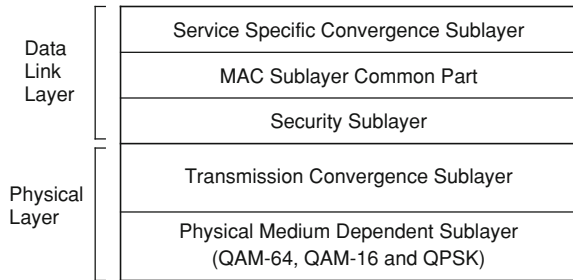 Data
Link
Layer
Service Specific Convergence Sublayer
MAC Sublayer Common Part
Security Sublayer
Physical
Layer
Transmission Convergence Sublayer
Physical Medium Dependent Sublayer
(QAM-64, QAM-16 and QPSK)